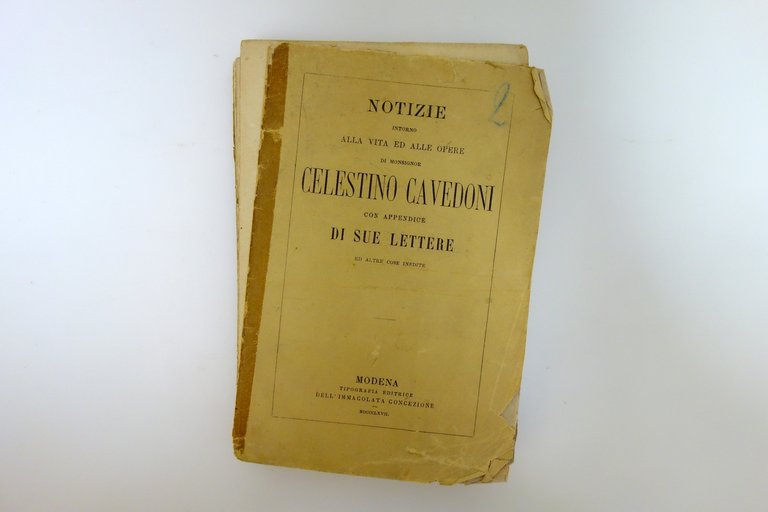 2
NOTIZIE
INTORNO
ALLA VITA ED ALLE OPERE
DI MONSIGNOR
CELESTINO CAVEDONI
CON APPENDICE
DI SUE LETTERE
ED ALTRE COSE INEDITE
MODENA
TIPOGRAFIA EDITRICE
DELL'IMMACOLATA CONCEZIONE
MDCCCLXVII.